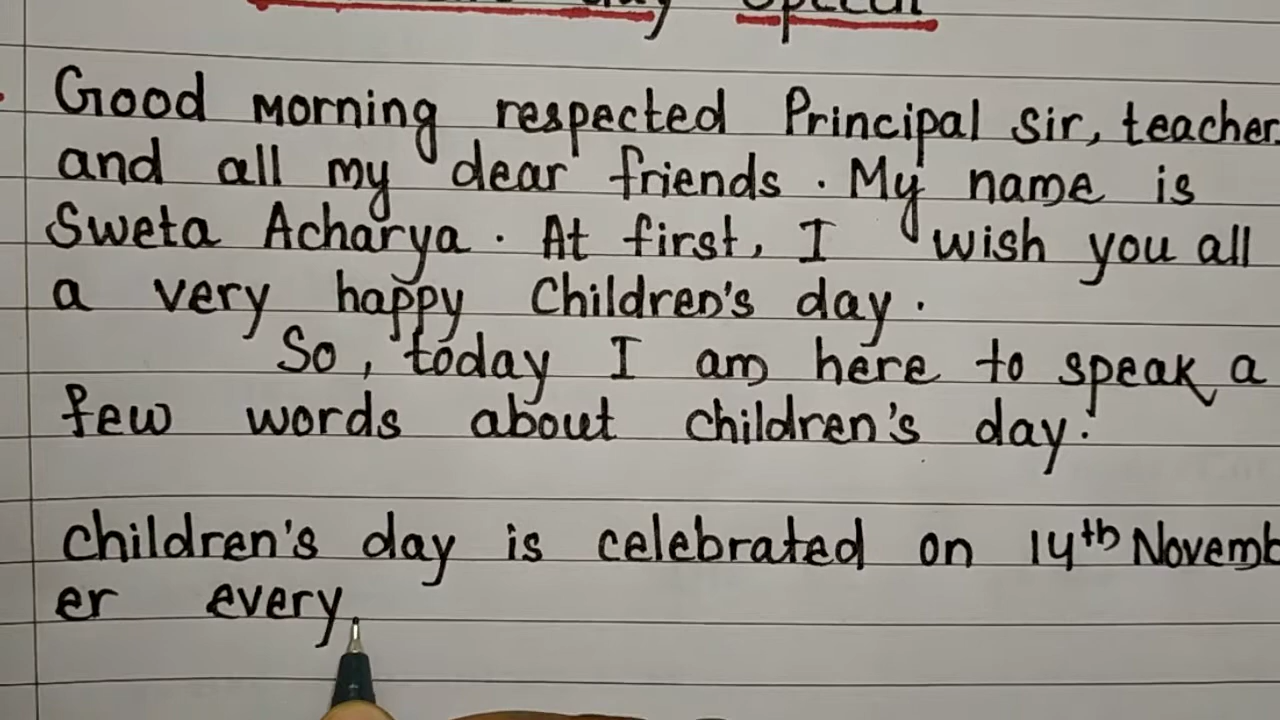 day Speech
Good morning respected Principal sir, teacher
and all my dear friends. My name is
Sweta Acharya. At first, I wish you all
a very happy Children's day.
So, today I am here to speak a
few words about children's day.
children's day is celebrated on 14th Novemb
er every